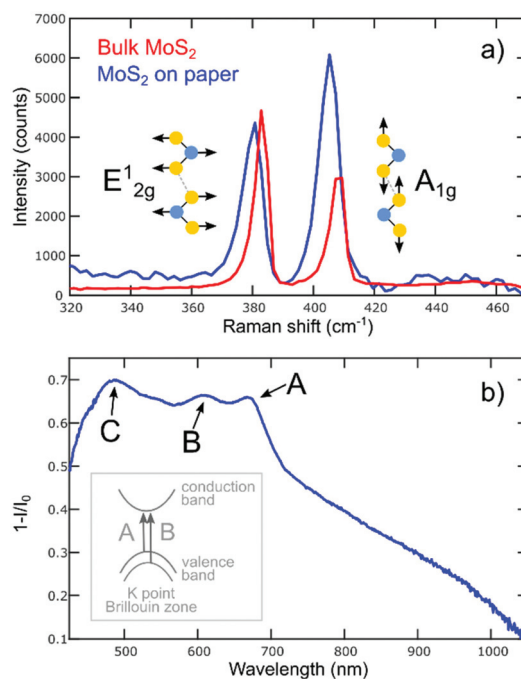 a)
Bulk MoS₂
MoS₂ on paper
E¹₂g
A₁g
7000
6000
5000
4000
3000
2000
1000
0
Intensity (counts)
320
340
360
380
400
420
440
460
Raman shift (cm⁻¹)
b)
A
B
C
0.7
0.6
0.5
0.4
0.3
0.2
0.1
1-I/I₀
conduction
band
A
B
valence
band
K point
Brillouin zone
500
600
700
800
900
1000
Wavelength (nm)